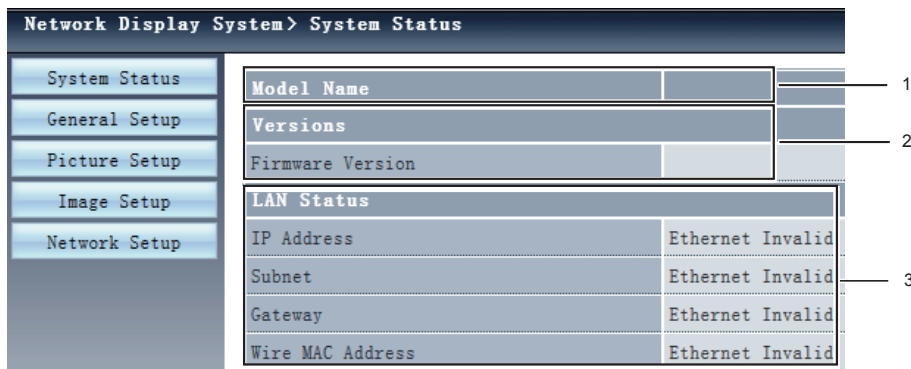 Network Display System> System Status
System Status
General Setup
Picture Setup
Image Setup
Network Setup
Model Name
1
Versions
2
Firmware Version
LAN Status
IP Address Ethernet Invalid
Subnet Ethernet Invalid
3
Gateway Ethernet Invalid
Wire MAC Address Ethernet Invalid